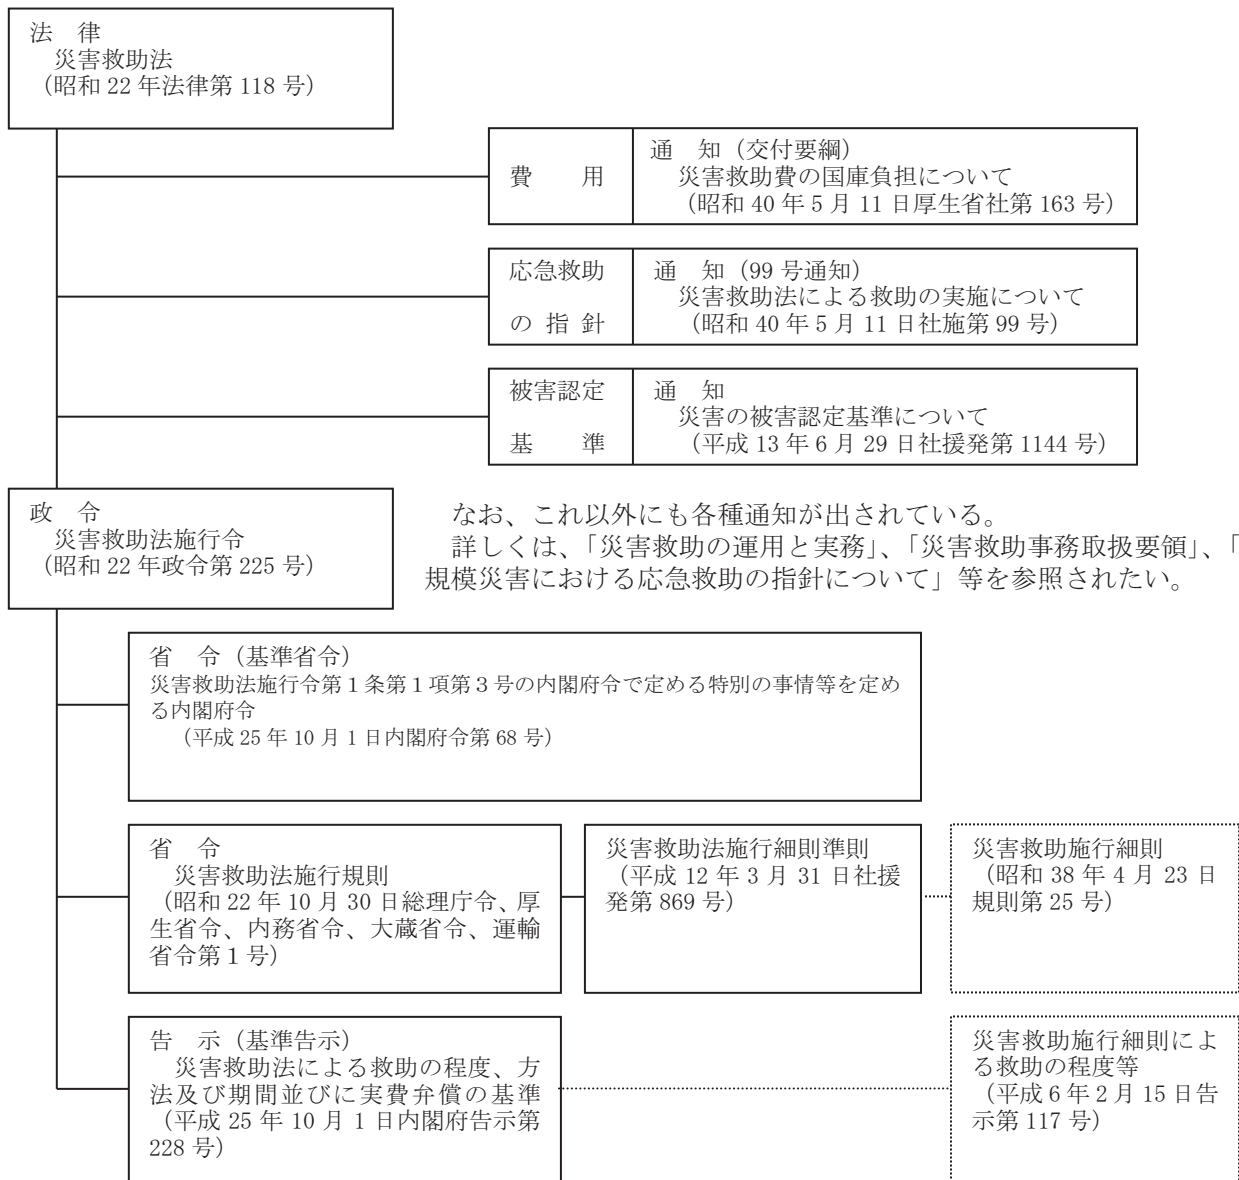 法　律
災害救助法
（昭和 22 年法律第 118 号）
費　　用
通　知（交付要綱）
災害救助費の国庫負担について
（昭和 40 年 5 月 11 日厚生省社第 163 号）
応急救助
の 指 針
通　知（99 号通知）
災害救助法による救助の実施について
（昭和 40 年 5 月 11 日社施第 99 号）
被害認定
基　　準
通　知
災害の被害認定基準について
（平成 13 年 6 月 29 日社援発第 1144 号）
政　令
災害救助法施行令
（昭和 22 年政令第 225 号）
なお、これ以外にも各種通知が出されている。
詳しくは、「災害救助の運用と実務」、「災害救助事務取扱要領」、「
規模災害における応急救助の指針について」等を参照されたい。
省　令（基準省令）
災害救助法施行令第１条第１項第３号の内閣府令で定める特別の事情等を定め
る内閣府令
（平成 25 年 10 月 1 日内閣府令第 68 号）
省　令
災害救助法施行規則
（昭和 22 年 10 月 30 日総理庁令、厚
生省令、内務省令、大蔵省令、運輸
省令第１号）
災害救助法施行細則準則
（平成 12 年 3 月 31 日社援
発第 869 号）
災害救助施行細則
（昭和 38 年 4 月 23 日
規則第 25 号）
告　示（基準告示）
災害救助法による救助の程度、方
法及び期間並びに実費弁償の基準
（平成 25 年 10 月 1 日内閣府告示第
228 号）
災害救助施行細則によ
る救助の程度等
（平成 6 年 2 月 15 日告
示第 117 号）